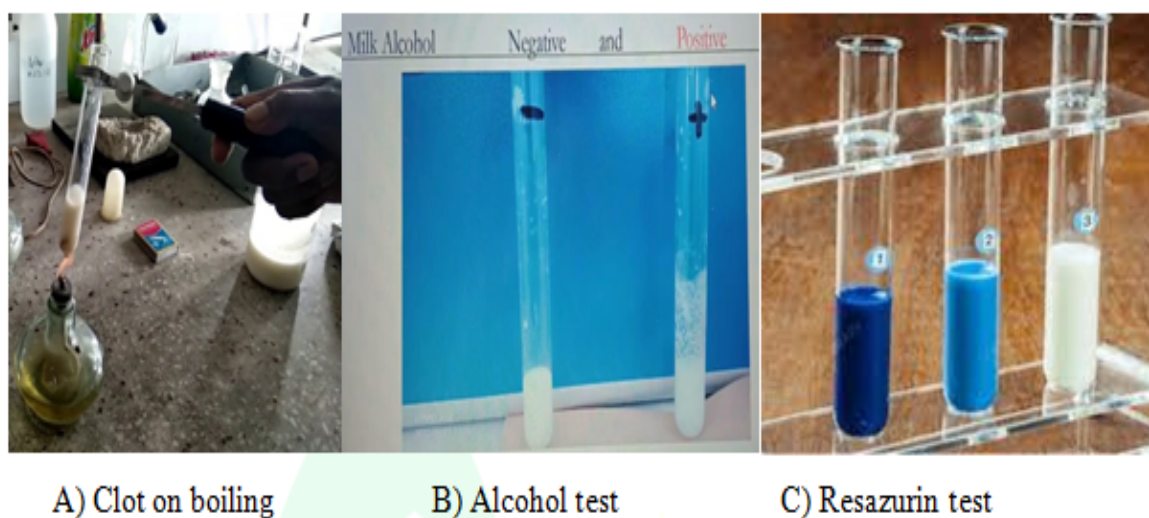 Milk Alcohol Negative and Positive
-
+
1
2
3
A) Clot on boiling
B) Alcohol test
C) Resazurin test